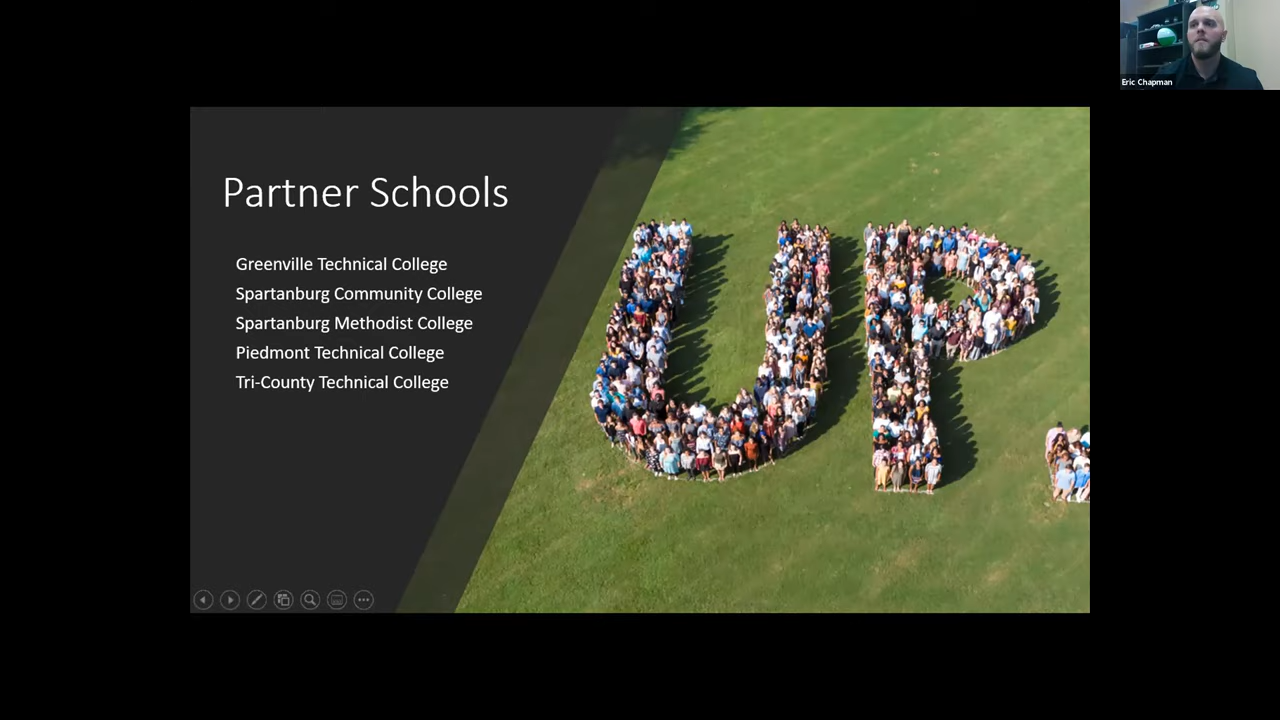 Eric Chapman
Partner Schools
Greenville Technical College
Spartanburg Community College
Spartanburg Methodist College
Piedmont Technical College
Tri-County Technical College
UP.